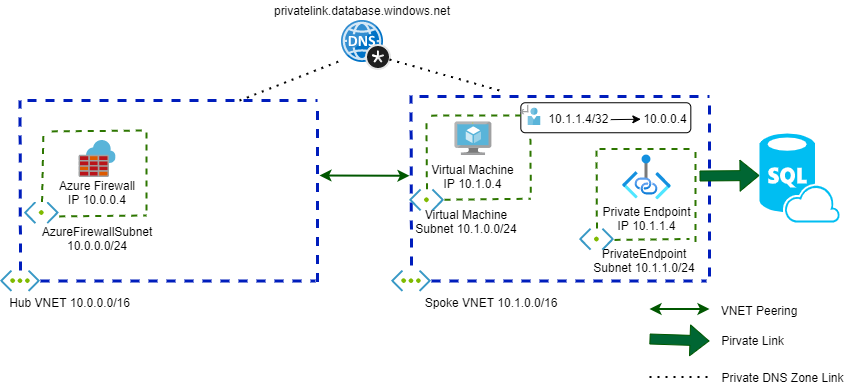 privatelink.database.windows.net
DNS
10.1.1.4/32 10.0.0.4
Azure Firewall
IP 10.0.0.4
AzureFirewallSubnet
10.0.0.0/24
Hub VNET 10.0.0.0/16
Virtual Machine
IP 10.1.0.4
Virtual Machine
Subnet 10.1.0.0/24
Private Endpoint
IP 10.1.1.4
PrivateEndpoint
Subnet 10.1.1.0/24
Spoke VNET 10.1.0.0/16
SQL
VNET Peering
Pirvate Link
Private DNS Zone Link